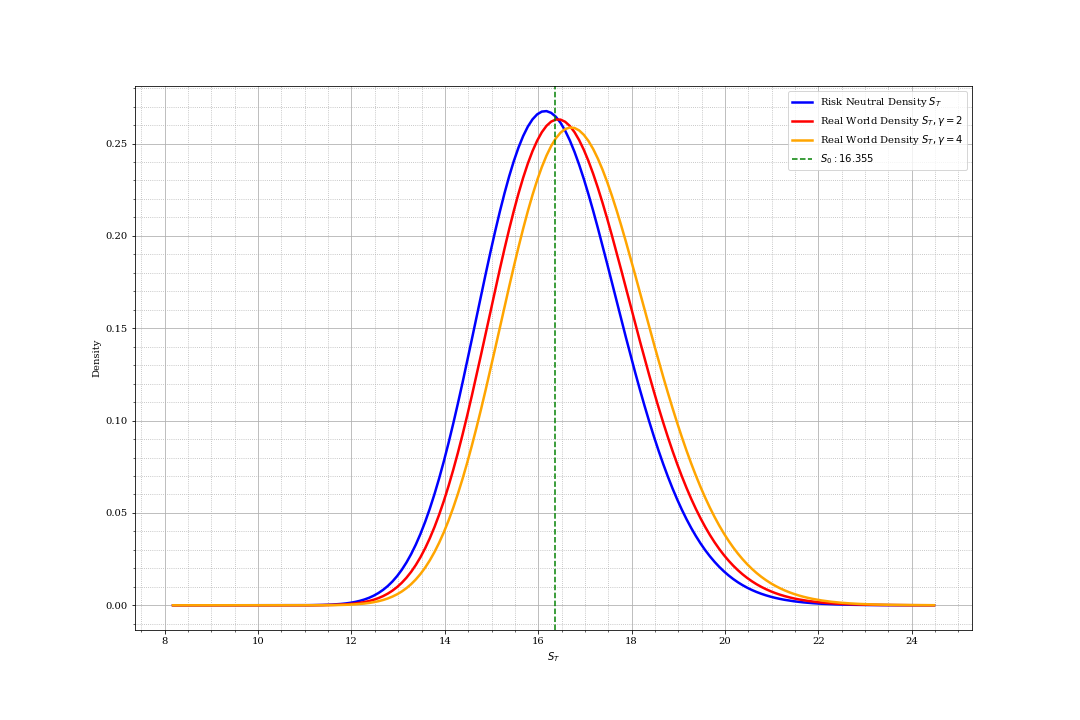 Risk Neutral Density $S_T$
Real World Density $S_T, \gamma = 2$
Real World Density $S_T, \gamma = 4$
$S_0 : 16.355$
Density
0.25
0.20
0.15
0.10
0.05
0.00
8 10 12 14 16 18 20 22 24
$S_T$